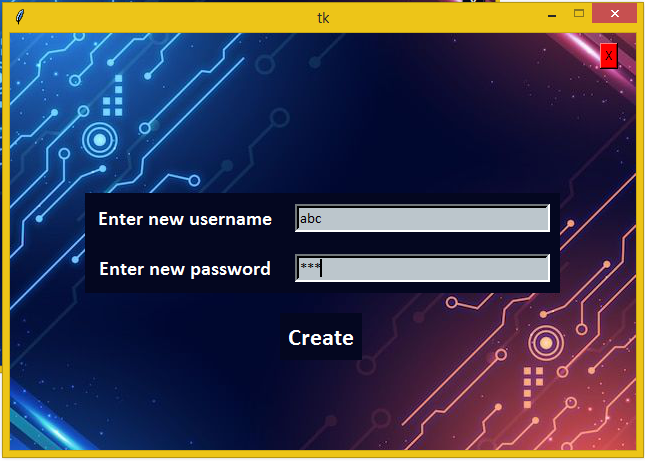 tk
X
Enter new username abc
Enter new password ***
Create